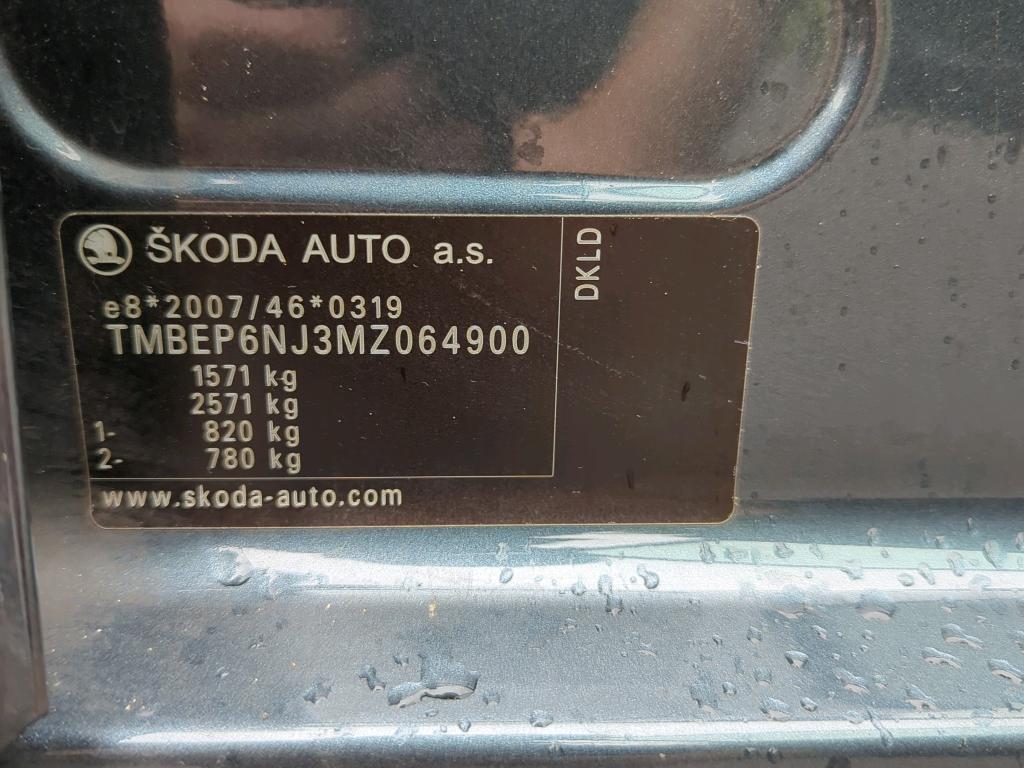 ŠKODA AUTO a.s.
DKLD
e8*2007/46*0319
TMBEP6NJ3MZ064900
1571 kg
2571 kg
1- 820 kg
2- 780 kg
www.skoda-auto.com